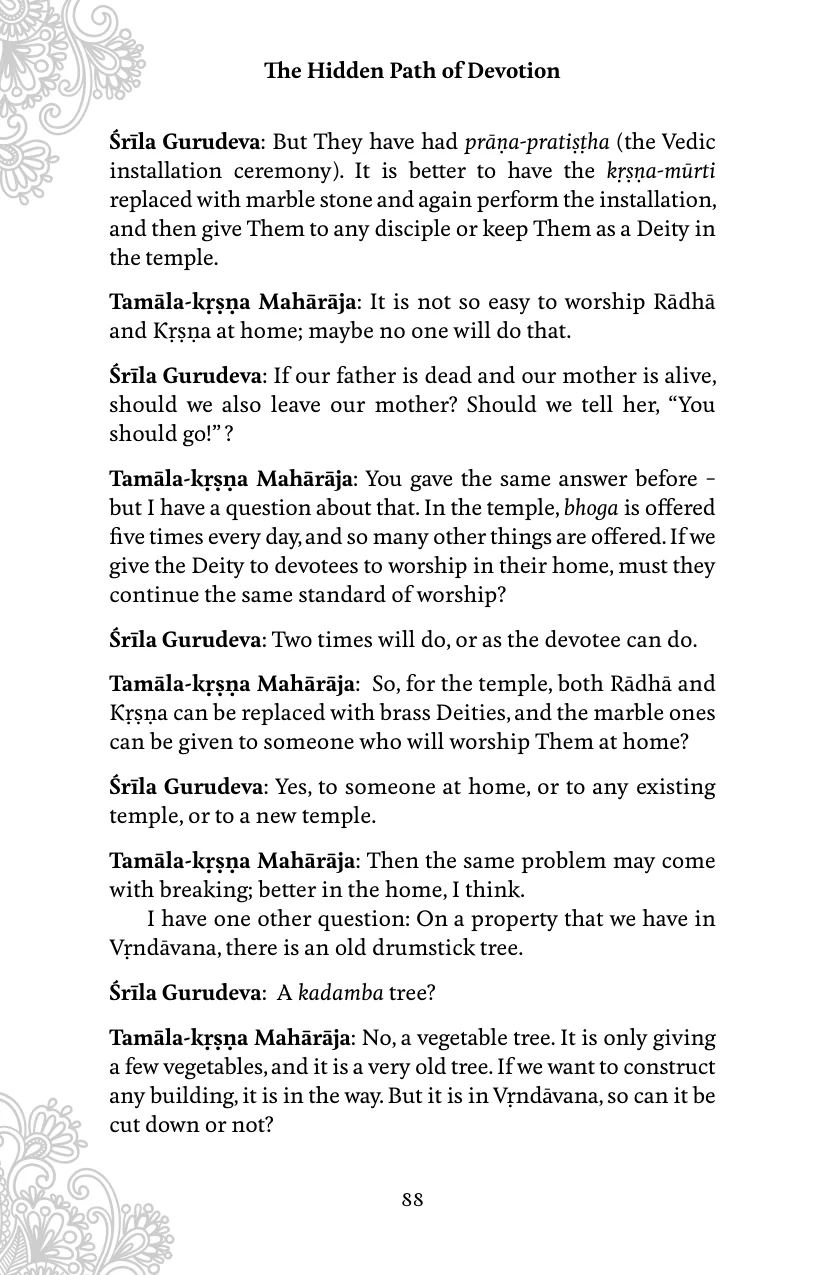 The Hidden Path of Devotion
Śrīla Gurudeva: But They have had prāṇa-pratiṣṭha (the Vedic
installation ceremony). It is better to have the kṛṣṇa-mūrti
replaced with marble stone and again perform the installation,
and then give Them to any disciple or keep Them as a Deity in
the temple.
Tamāla-kṛṣṇa Mahārāja: It is not so easy to worship Rādhā
and Kṛṣṇa at home; maybe no one will do that.
Śrīla Gurudeva: If our father is dead and our mother is alive,
should we also leave our mother? Should we tell her, “You
should go!”?
Tamāla-kṛṣṇa Mahārāja: You gave the same answer before –
but I have a question about that. In the temple, bhoga is offered
five times every day, and so many other things are offered. If we
give the Deity to devotees to worship in their home, must they
continue the same standard of worship?
Śrīla Gurudeva: Two times will do, or as the devotee can do.
Tamāla-kṛṣṇa Mahārāja: So, for the temple, both Rādhā and
Kṛṣṇa can be replaced with brass Deities, and the marble ones
can be given to someone who will worship Them at home?
Śrīla Gurudeva: Yes, to someone at home, or to any existing
temple, or to a new temple.
Tamāla-kṛṣṇa Mahārāja: Then the same problem may come
with breaking; better in the home, I think.
I have one other question: On a property that we have in
Vṛndāvana, there is an old drumstick tree.
Śrīla Gurudeva: A kadamba tree?
Tamāla-kṛṣṇa Mahārāja: No, a vegetable tree. It is only giving
a few vegetables, and it is a very old tree. If we want to construct
any building, it is in the way. But it is in Vṛndāvana, so can it be
cut down or not?
88